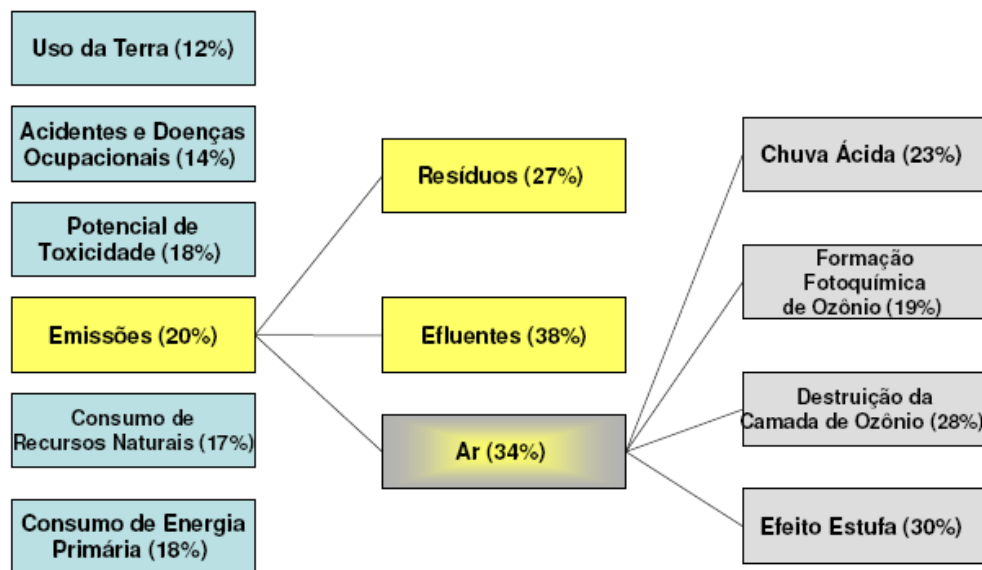 Uso da Terra (12%)
Acidentes e Doenças
Ocupacionais (14%)
Potencial de
Toxicidade (18%)
Emissões (20%)
Consumo de
Recursos Naturais (17%)
Consumo de Energia
Primária (18%)
Resíduos (27%)
Efluentes (38%)
Ar (34%)
Chuva Ácida (23%)
Formação
Fotoquímica
de Ozônio (19%)
Destruição da
Camada de Ozônio (28%)
Efeito Estufa (30%)